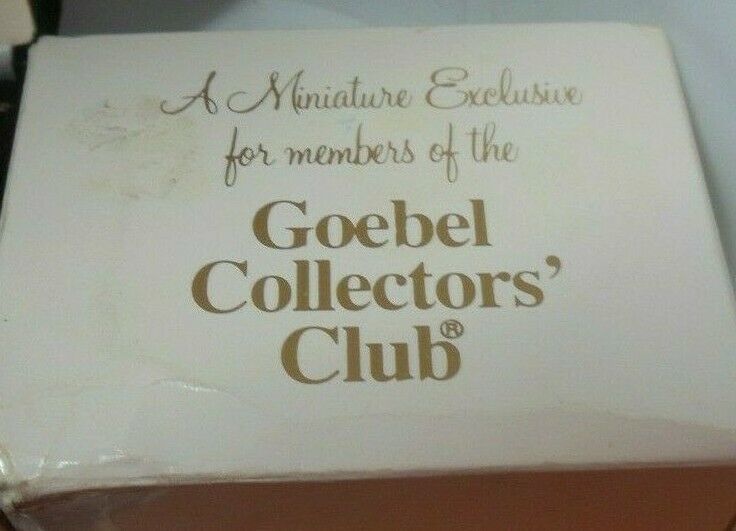 A Miniature Exclusive
for members of the
Goebel
Collectors'
Club®